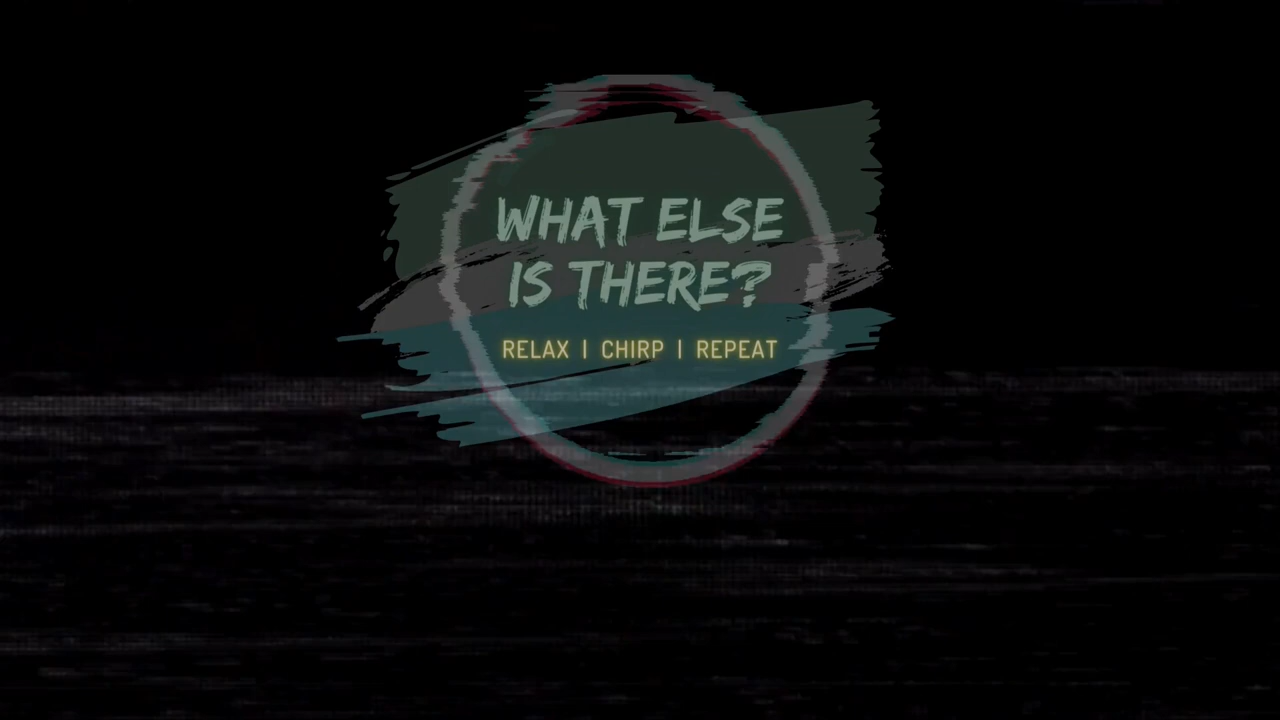 WHAT ELSE
IS THERE?
RELAX | CHIRP | REPEAT